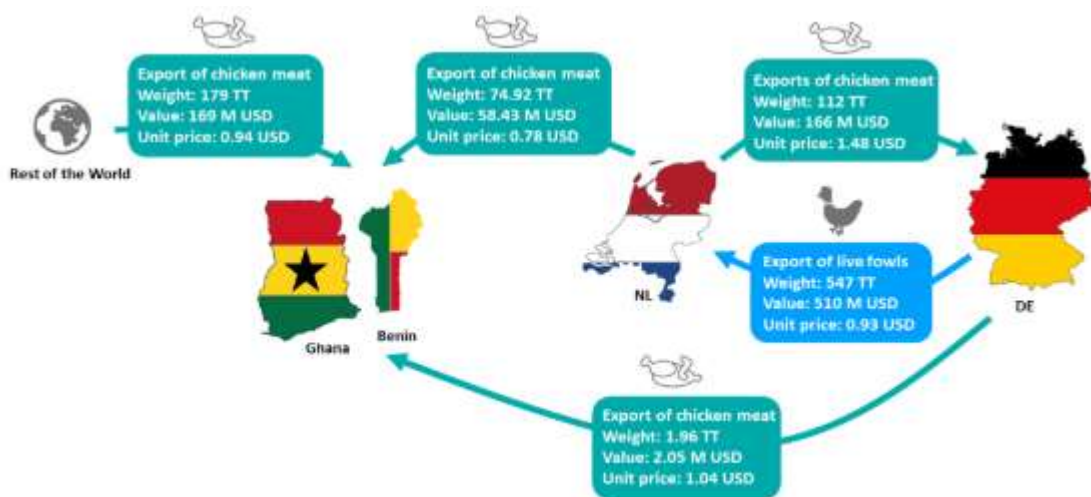 Export of chicken meat
Weight: 179 TT
Value: 169 M USD
Unit price: 0.94 USD
Export of chicken meat
Weight: 74.92 TT
Value: 58.43 M USD
Unit price: 0.78 USD
Exports of chicken meat
Weight: 112 TT
Value: 166 M USD
Unit price: 1.48 USD
Rest of the World
Export of live fowls
Weight: 547 TT
Value: 510 M USD
Unit price: 0.93 USD
NL
DE
Benin
Ghana
Export of chicken meat
Weight: 1.96 TT
Value: 2.05 M USD
Unit price: 1.04 USD